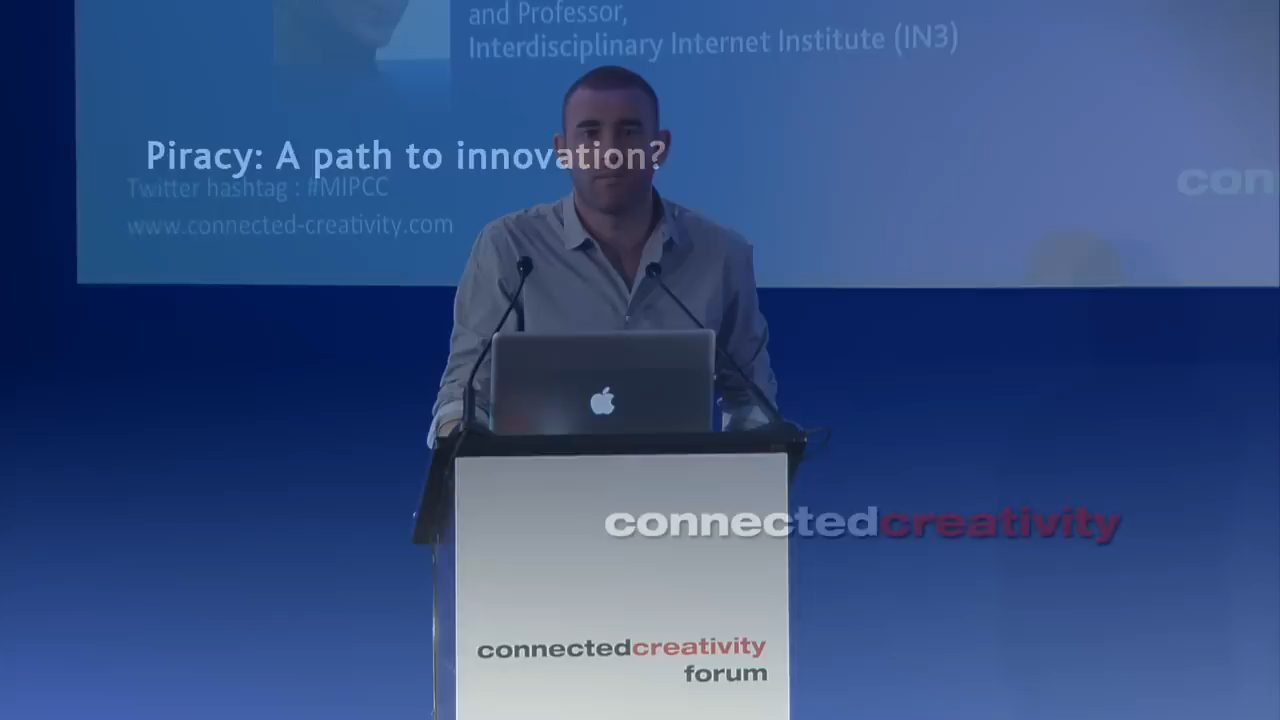 and Professor,
Interdisciplinary Internet Institute (IN3)
Piracy: A path to innovation?
Twitter hashtag : #MIPCC
www.connected-creativity.com
con
connectedcreativity
connectedcreativity
forum